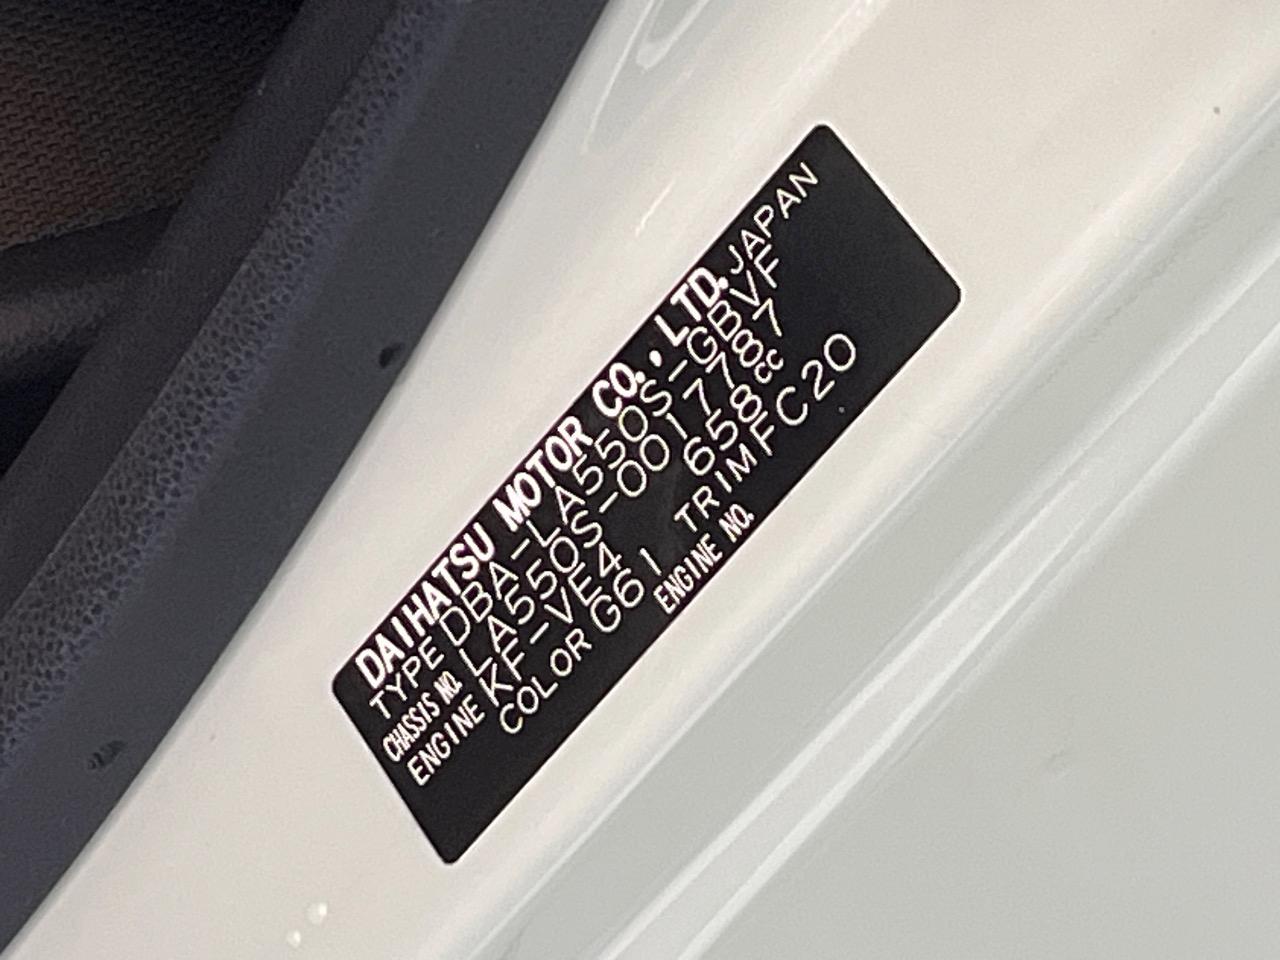 DAIHATSU MOTOR CO.,LTD. JAPAN
TYPE DBA-LA550S-GBVF
CHASSIS NO. LA550S-0017787
ENGINE KF-VE4 658cc
COLOR G61 TRIM FC20
ENGINE NO.